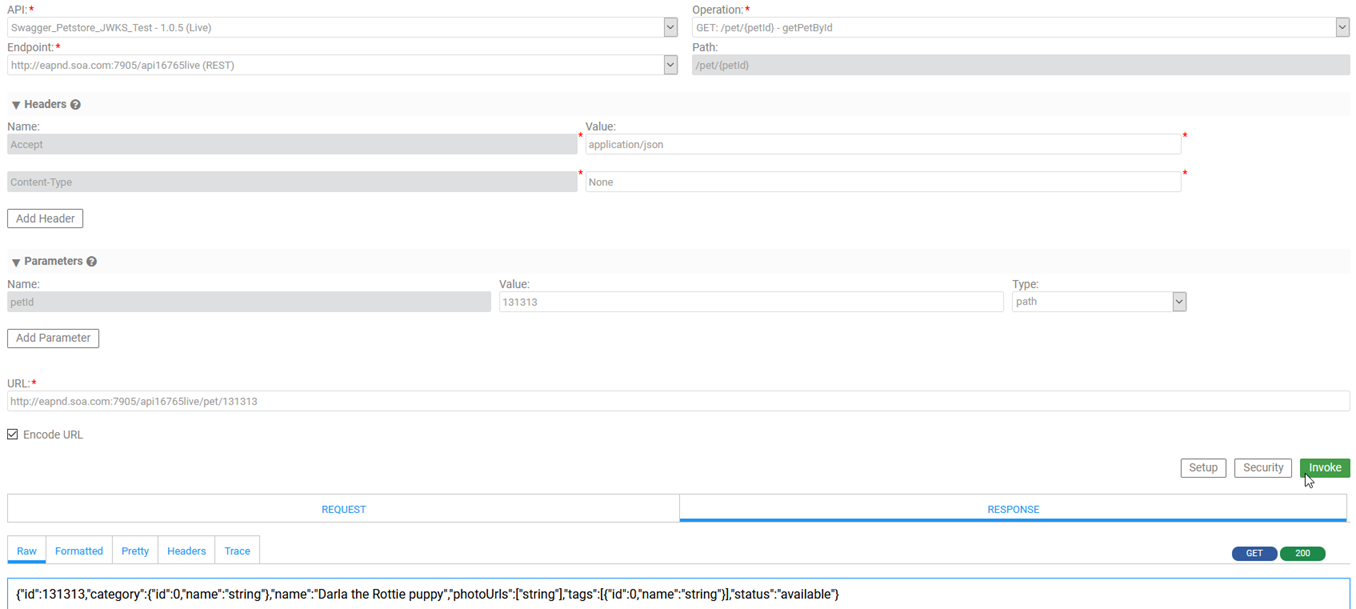 API:* Operation:*
Swagger_Petstore_JWKS_Test - 1.0.5 (Live) GET: /pet/{petId} - getPetById
Endpoint:* Path:
http://eapnd.soa.com:7905/api16765live (REST) /pet/{petId}
▼ Headers ?
Name: Value:
Accept * application/json *
Content-Type * None *
Add Header
▼ Parameters ?
Name: Value: Type:
petId 131313 path
Add Parameter
URL:*
http://eapnd.soa.com:7905/api16765live/pet/131313
Encode URL
Setup Security Invoke
REQUEST RESPONSE
Raw Formatted Pretty Headers Trace GET 200
{"id":131313,"category":{"id":0,"name":"string"},"name":"Darla the Rottie puppy","photoUrls":["string"],"tags":[{"id":0,"name":"string"}],"status":"available"}